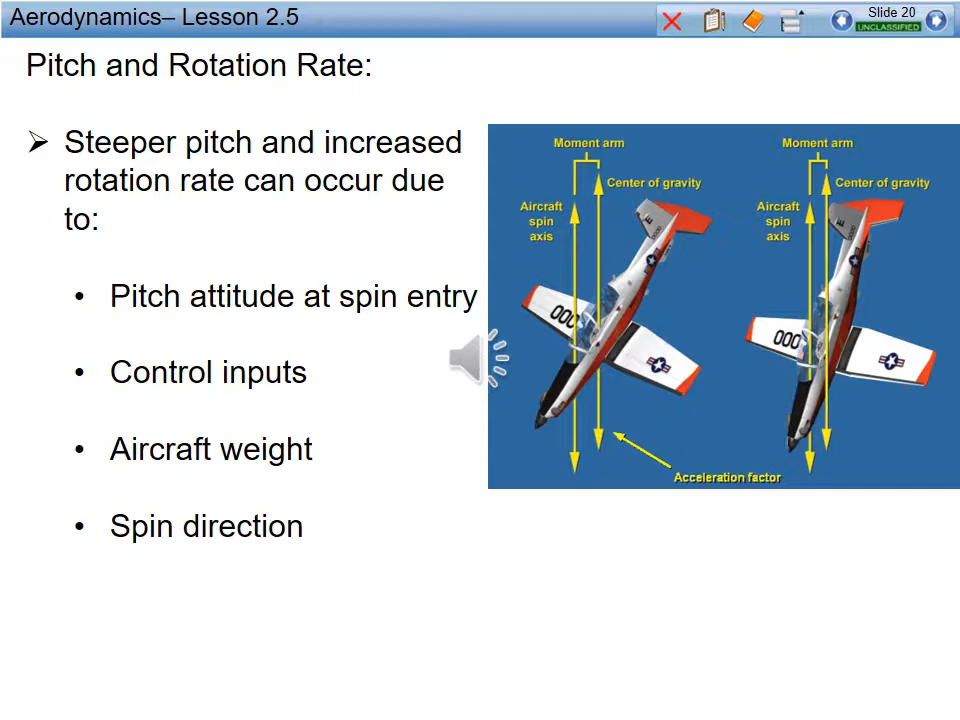 Aerodynamics– Lesson 2.5
Slide 20
UNCLASSIFIED
Pitch and Rotation Rate:
➢ Steeper pitch and increased
rotation rate can occur due
to:
• Pitch attitude at spin entry
• Control inputs
• Aircraft weight
• Spin direction
Moment arm
Center of gravity
Aircraft
spin
axis
E
000
Acceleration factor
Moment arm
Center of gravity
Aircraft
spin
axis
E
000